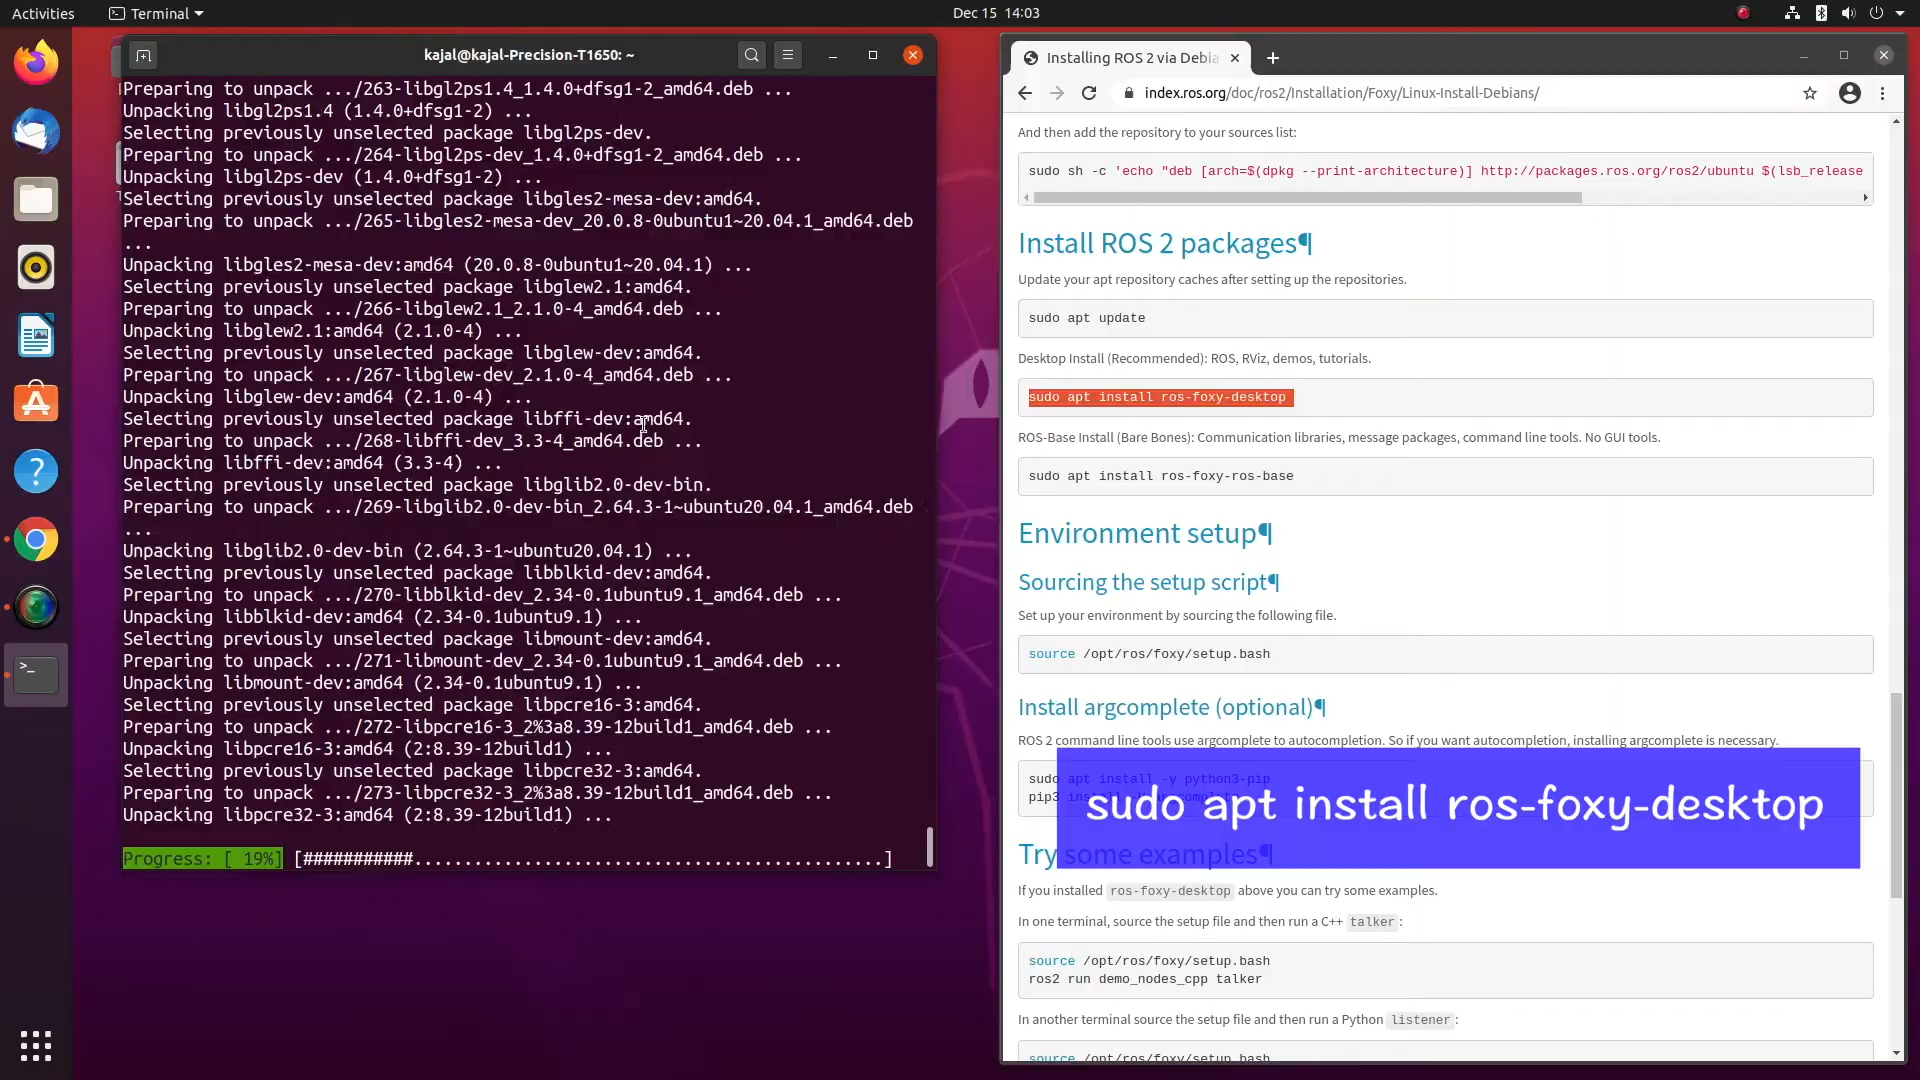 Activities
Terminal
Dec 15 14:03
kajal@kajal-Precision-T1650: ~
Preparing to unpack .../263-libgl2ps1.4_1.4.0+dfsg1-2_amd64.deb ...
Unpacking libgl2ps1.4 (1.4.0+dfsg1-2) ...
Selecting previously unselected package libgl2ps-dev.
Preparing to unpack .../264-libgl2ps-dev_1.4.0+dfsg1-2_amd64.deb ...
Unpacking libgl2ps-dev (1.4.0+dfsg1-2) ...
Selecting previously unselected package libgles2-mesa-dev:amd64.
Preparing to unpack .../265-libgles2-mesa-dev_20.0.8-0ubuntu1~20.04.1_amd64.deb
...
Unpacking libgles2-mesa-dev:amd64 (20.0.8-0ubuntu1~20.04.1) ...
Selecting previously unselected package libglew2.1:amd64.
Preparing to unpack .../266-libglew2.1_2.1.0-4_amd64.deb ...
Unpacking libglew2.1:amd64 (2.1.0-4) ...
Selecting previously unselected package libglew-dev:amd64.
Preparing to unpack .../267-libglew-dev_2.1.0-4_amd64.deb ...
Unpacking libglew-dev:amd64 (2.1.0-4) ...
Selecting previously unselected package libffi-dev:amd64.
Preparing to unpack .../268-libffi-dev_3.3-4_amd64.deb ...
Unpacking libffi-dev:amd64 (3.3-4) ...
Selecting previously unselected package libglib2.0-dev-bin.
Preparing to unpack .../269-libglib2.0-dev-bin_2.64.3-1~ubuntu20.04.1_amd64.deb
...
Unpacking libglib2.0-dev-bin (2.64.3-1~ubuntu20.04.1) ...
Selecting previously unselected package libblkid-dev:amd64.
Preparing to unpack .../270-libblkid-dev_2.34-0.1ubuntu9.1_amd64.deb ...
Unpacking libblkid-dev:amd64 (2.34-0.1ubuntu9.1) ...
Selecting previously unselected package libmount-dev:amd64.
Preparing to unpack .../271-libmount-dev_2.34-0.1ubuntu9.1_amd64.deb ...
Unpacking libmount-dev:amd64 (2.34-0.1ubuntu9.1) ...
Selecting previously unselected package libpcre16-3:amd64.
Preparing to unpack .../272-libpcre16-3_2%3a8.39-12build1_amd64.deb ...
Unpacking libpcre16-3:amd64 (2:8.39-12build1) ...
Selecting previously unselected package libpcre32-3:amd64.
Preparing to unpack .../273-libpcre32-3_2%3a8.39-12build1_amd64.deb ...
Unpacking libpcre32-3:amd64 (2:8.39-12build1) ...
Progress: [ 19%] [###########...............................................]
Installing ROS 2 via Debia
index.ros.org/doc/ros2/Installation/Foxy/Linux-Install-Debians/
And then add the repository to your sources list:
sudo sh -c 'echo "deb [arch=$(dpkg --print-architecture)] http://packages.ros.org/ros2/ubuntu $(lsb_release
Install ROS 2 packages¶
Update your apt repository caches after setting up the repositories.
sudo apt update
Desktop Install (Recommended): ROS, RViz, demos, tutorials.
sudo apt install ros-foxy-desktop
ROS-Base Install (Bare Bones): Communication libraries, message packages, command line tools. No GUI tools.
sudo apt install ros-foxy-ros-base
Environment setup¶
Sourcing the setup script¶
Set up your environment by sourcing the following file.
source /opt/ros/foxy/setup.bash
Install argcomplete (optional)¶
ROS 2 command line tools use argcomplete to autocompletion. So if you want autocompletion, installing argcomplete is necessary.
sudo apt install -y python3-pip
pip3 install
sudo apt install ros-foxy-desktop
Try some examples¶
If you installed ros-foxy-desktop above you can try some examples.
In one terminal, source the setup file and then run a C++ talker :
source /opt/ros/foxy/setup.bash
ros2 run demo_nodes_cpp talker
In another terminal source the setup file and then run a Python listener :
source /opt/ros/foxy/setup.bash